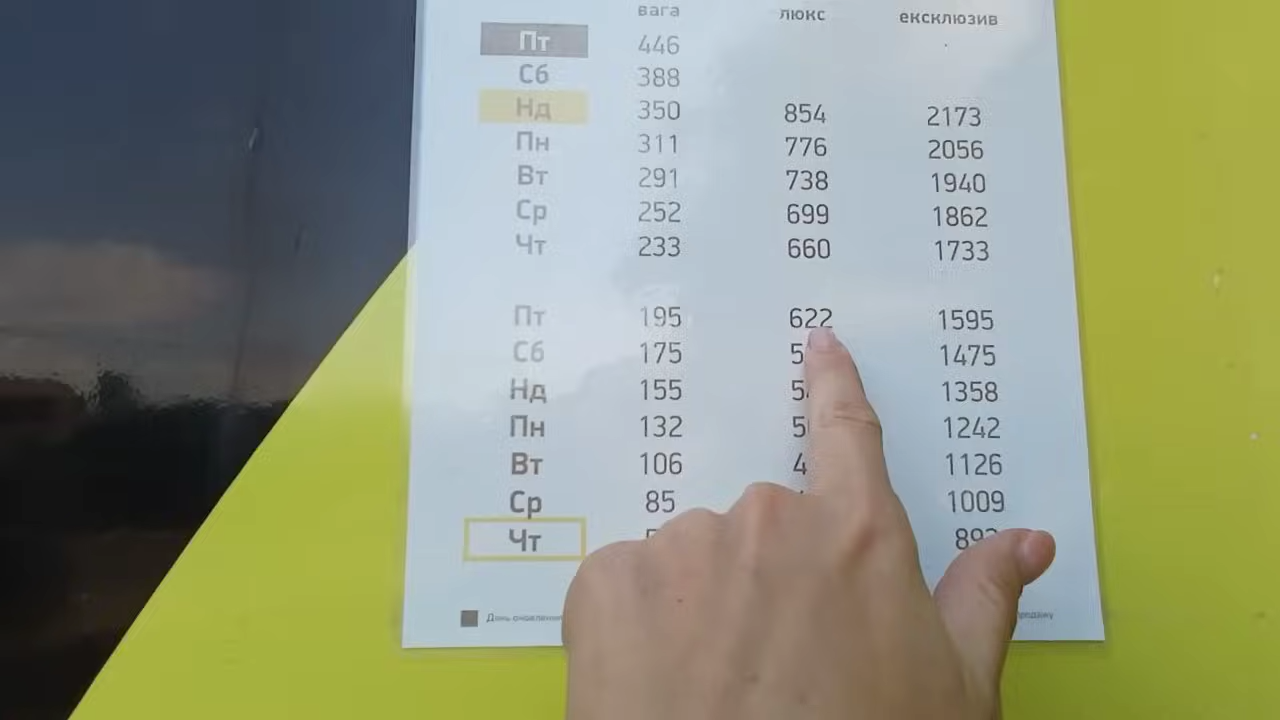 вага люкс ексклюзив
Пт 446
Сб 388
Нд 350 854 2173
Пн 311 776 2056
Вт 291 738 1940
Ср 252 699 1862
Чт 233 660 1733
Пт 195 622 1595
Сб 175 1475
Нд 155 1358
Пн 132 1242
Вт 106 1126
Ср 85 1009
Чт
День оновлення